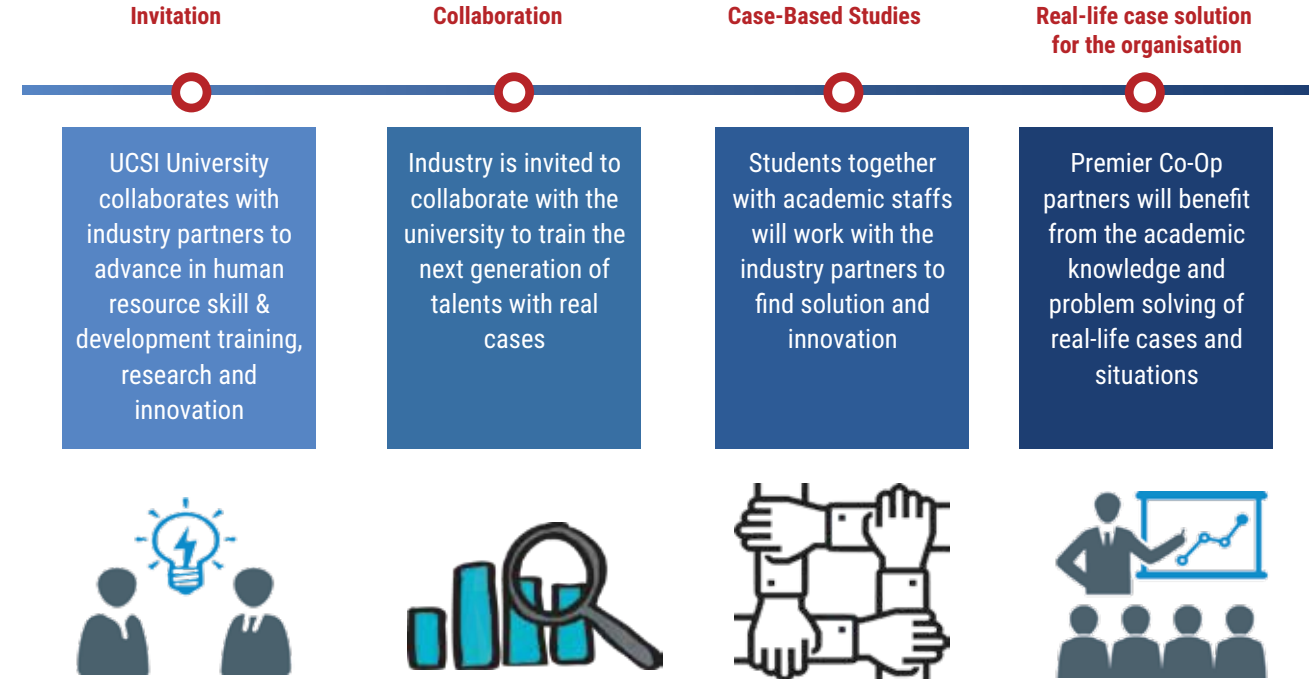 Invitation
UCSI University
collaborates with
industry partners to
advance in human
resource skill &
development training,
research and
innovation
Collaboration
Industry is invited to
collaborate with the
university to train the
next generation of
talents with real
cases
Case-Based Studies
Students together
with academic staffs
will work with the
industry partners to
find solution and
innovation
Real-life case solution
for the organisation
Premier Co-Op
partners will benefit
from the academic
knowledge and
problem solving of
real-life cases and
situations